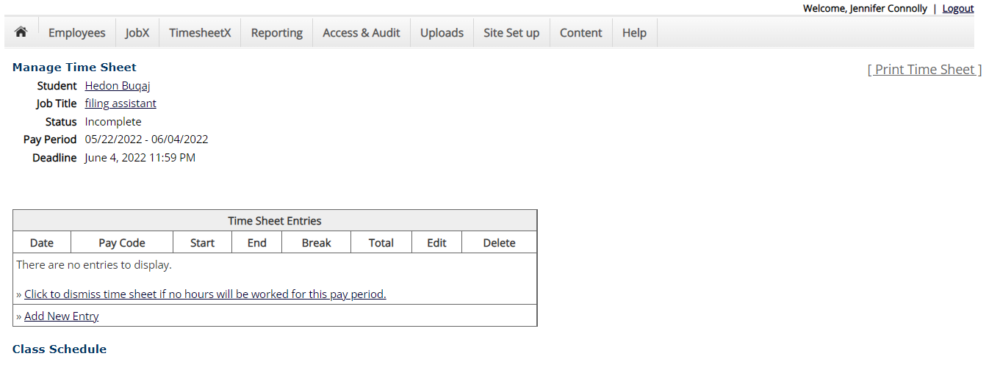 Welcome, Jennifer Connolly | Logout
Employees JobX TimesheetX Reporting Access & Audit Uploads Site Set up Content Help
Manage Time Sheet
[ Print Time Sheet ]
Student Hedon Buqaj
Job Title filing assistant
Status Incomplete
Pay Period 05/22/2022 - 06/04/2022
Deadline June 4, 2022 11:59 PM
Time Sheet Entries
Date Pay Code Start End Break Total Edit Delete
There are no entries to display.
» Click to dismiss time sheet if no hours will be worked for this pay period.
» Add New Entry
Class Schedule